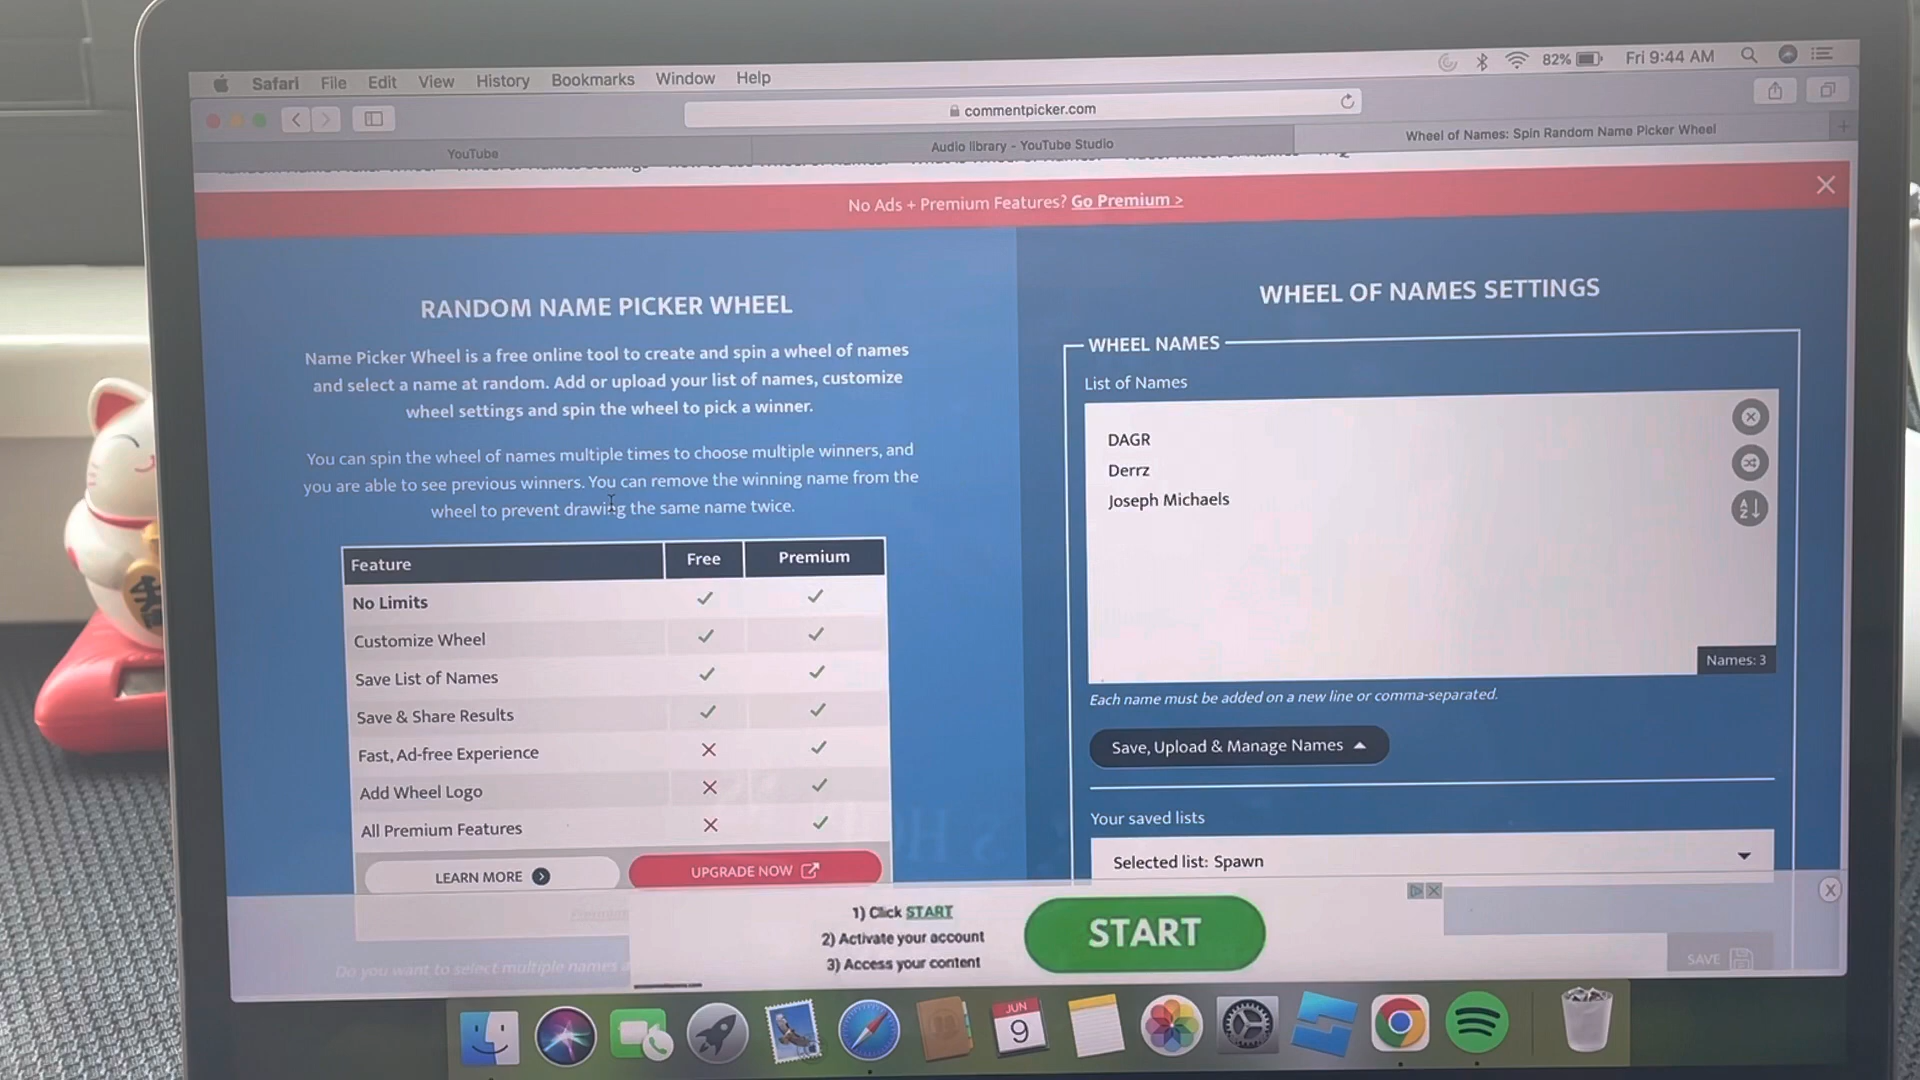 Safari File Edit View History Bookmarks Window Help
82% Fri 9:44 AM
commentpicker.com
YouTube
Audio library - YouTube Studio
Wheel of Names: Spin Random Name Picker Wheel
No Ads + Premium Features? Go Premium >
RANDOM NAME PICKER WHEEL
Name Picker Wheel is a free online tool to create and spin a wheel of names
and select a name at random. Add or upload your list of names, customize
wheel settings and spin the wheel to pick a winner.
You can spin the wheel of names multiple times to choose multiple winners, and
you are able to see previous winners. You can remove the winning name from the
wheel to prevent drawing the same name twice.
Feature Free Premium
No Limits
Customize Wheel
Save List of Names
Save & Share Results
Fast, Ad-free Experience
Add Wheel Logo
All Premium Features
LEARN MORE
UPGRADE NOW
Do you want to select multiple names
WHEEL OF NAMES SETTINGS
WHEEL NAMES
List of Names
DAGR
Derrz
Joseph Michaels
Names: 3
Each name must be added on a new line or comma-separated.
Save, Upload & Manage Names
Your saved lists
Selected list: Spawn
SAVE
1) Click START
2) Activate your account
3) Access your content
START
JUN
9